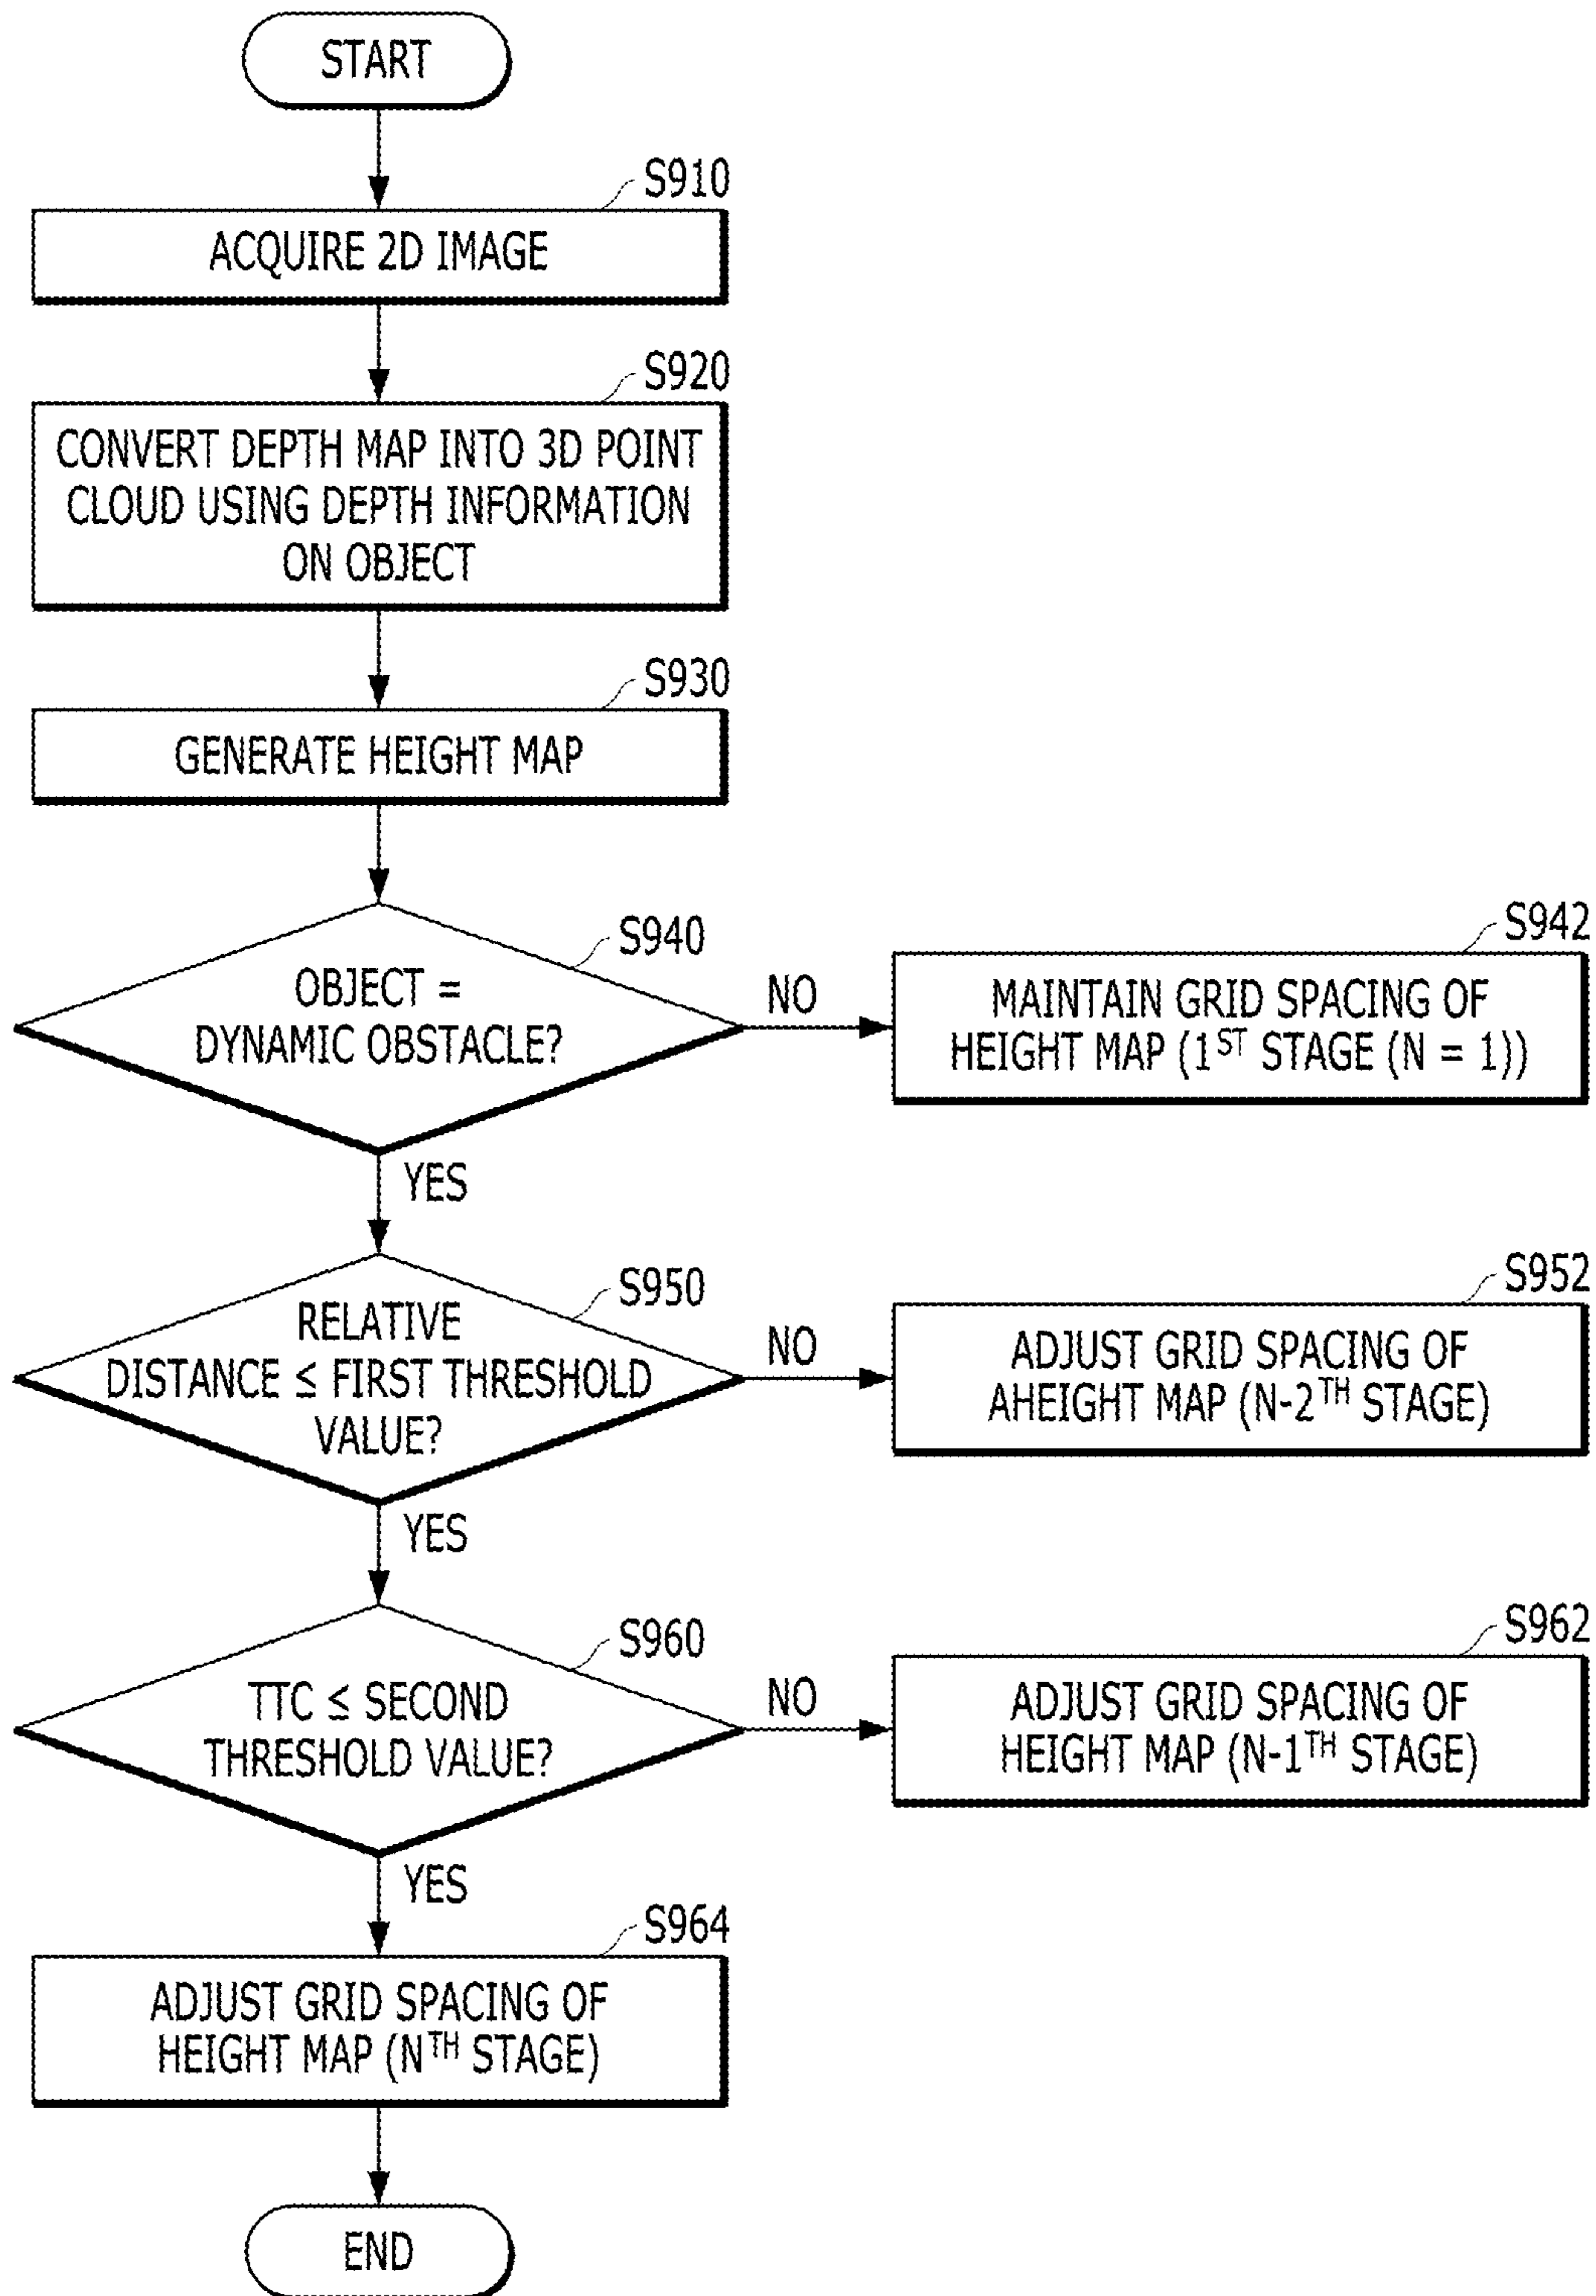 START
S910
ACQUIRE 2D IMAGE
S920
CONVERT DEPTH MAP INTO 3D POINT
CLOUD USING DEPTH INFORMATION
ON OBJECT
S930
GENERATE HEIGHT MAP
S940
OBJECT =
DYNAMIC OBSTACLE?
NO
S942
MAINTAIN GRID SPACING OF
HEIGHT MAP (1ST STAGE (N = 1))
YES
S950
RELATIVE
DISTANCE ≤ FIRST THRESHOLD
VALUE?
NO
S952
ADJUST GRID SPACING OF
AHEIGHT MAP (N-2TH STAGE)
YES
S960
TTC ≤ SECOND
THRESHOLD VALUE?
NO
S962
ADJUST GRID SPACING OF
HEIGHT MAP (N-1TH STAGE)
YES
S964
ADJUST GRID SPACING OF
HEIGHT MAP (NTH STAGE)
END